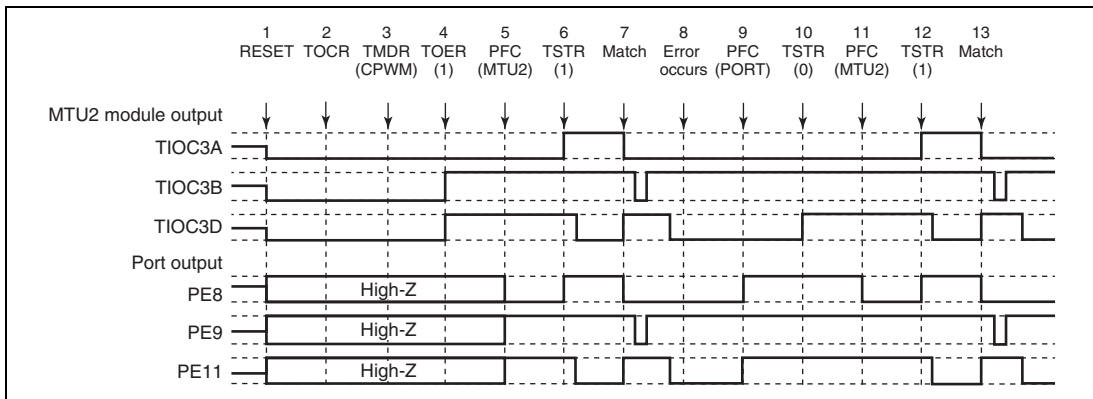 1 2 3 4 5 6 7 8 9 10 11 12 13
RESET TOCR TMDR TOER PFC TSTR Match Error PFC TSTR PFC TSTR Match
(CPWM) (1) (MTU2) (1) occurs (PORT) (0) (MTU2) (1)
MTU2 module output
TIOC3A
TIOC3B
TIOC3D
Port output
PE8 High-Z
PE9 High-Z
PE11 High-Z